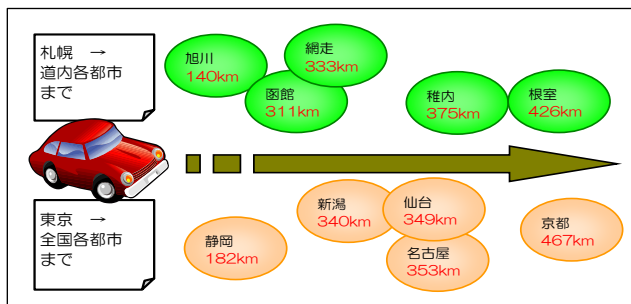 札幌　→
道内各都市
まで
旭川
140km
網走
333km
函館
311km
稚内
375km
根室
426km
東京　→
全国各都市
まで
静岡
182km
新潟
340km
仙台
349km
名古屋
353km
京都
467km